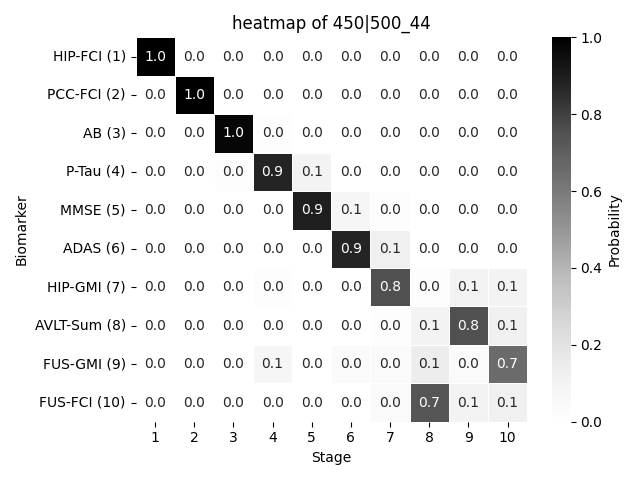 heatmap of 450|500_44
HIP-FCI (1) 1.0 0.0 0.0 0.0 0.0 0.0 0.0 0.0 0.0 0.0
PCC-FCI (2) 0.0 1.0 0.0 0.0 0.0 0.0 0.0 0.0 0.0 0.0
AB (3) 0.0 0.0 1.0 0.0 0.0 0.0 0.0 0.0 0.0 0.0
P-Tau (4) 0.0 0.0 0.0 0.9 0.1 0.0 0.0 0.0 0.0 0.0
MMSE (5) 0.0 0.0 0.0 0.0 0.9 0.1 0.0 0.0 0.0 0.0
ADAS (6) 0.0 0.0 0.0 0.0 0.0 0.9 0.1 0.0 0.0 0.0
HIP-GMI (7) 0.0 0.0 0.0 0.0 0.0 0.0 0.8 0.0 0.1 0.1
AVLT-Sum (8) 0.0 0.0 0.0 0.0 0.0 0.0 0.0 0.1 0.8 0.1
FUS-GMI (9) 0.0 0.0 0.0 0.1 0.0 0.0 0.0 0.1 0.0 0.7
FUS-FCI (10) 0.0 0.0 0.0 0.0 0.0 0.0 0.0 0.7 0.1 0.1
1 2 3 4 5 6 7 8 9 10
Stage
Biomarker
1.0
0.8
0.6
0.4
0.2
0.0
Probability